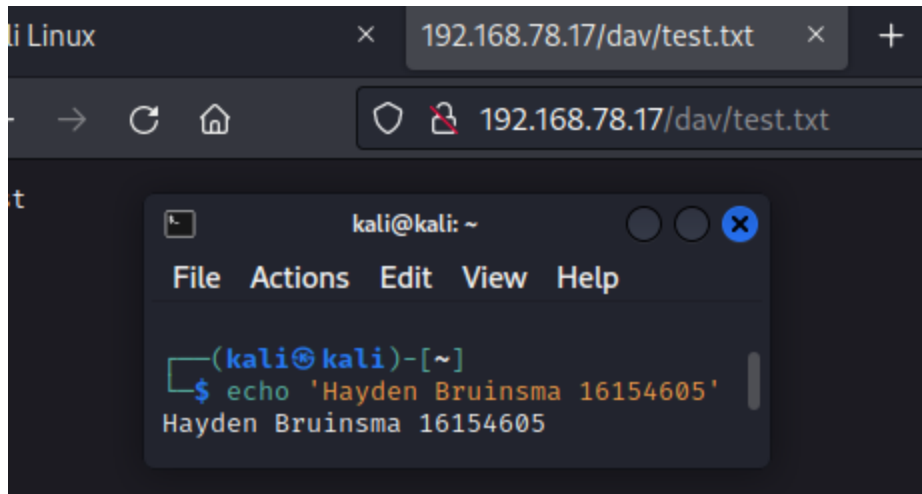 li Linux
192.168.78.17/dav/test.txt
192.168.78.17/dav/test.txt
st
kali@kali: ~
File Actions Edit View Help
┌──(kali㉿kali)-[~]
└─$ echo 'Hayden Bruinsma 16154605'
Hayden Bruinsma 16154605